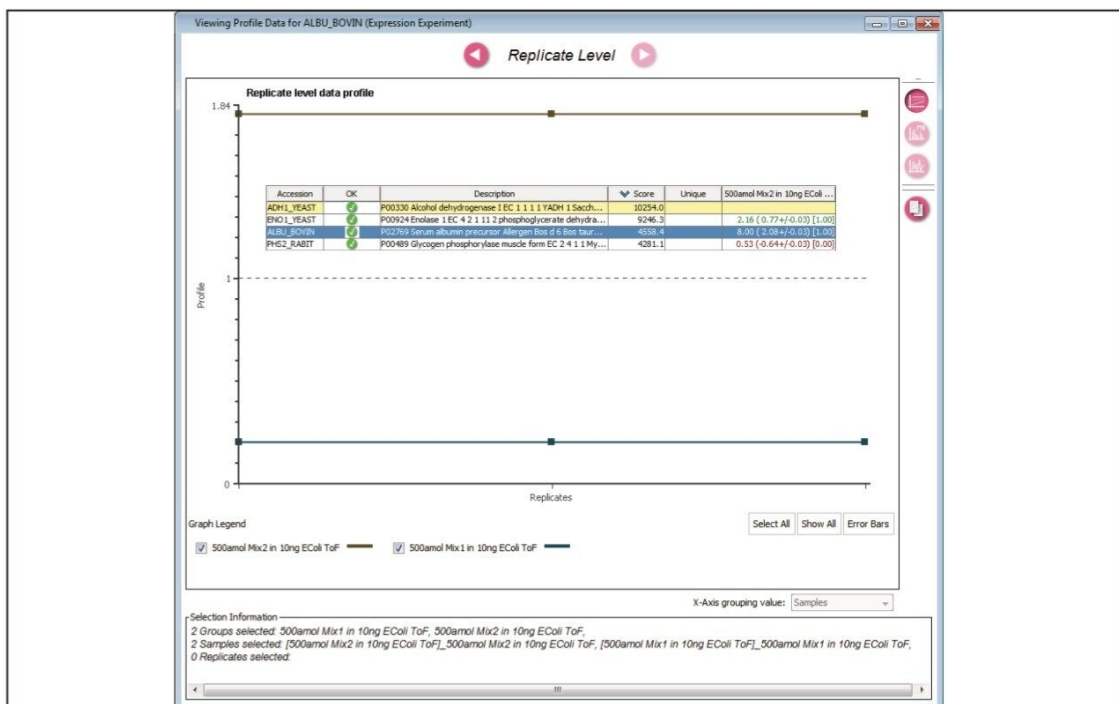 Viewing Profile Data for ALBU_BOVIN (Expression Experiment)
Replicate Level
Replicate level data profile
1.84
Accession OK Description Score Unique 500amol Mix2 in 10ng EColi ...
ADH1_YEAST P00330 Alcohol dehydrogenase I EC 1 1 1 1 YADH 1 Sacch... 10254.0
ENO1_YEAST P00924 Enolase 1 EC 4 2 1 11 2 phosphoglycerate dehydra... 9246.3 2.16 ( 0.77+/-0.03) [1.00]
ALBU_BOVIN P02769 Serum albumin precursor Allergen Bos d 6 Bos taur... 4558.4 8.00 ( 2.08+/-0.03) [1.00]
PHS2_RABIT P00489 Glycogen phosphorylase muscle form EC 2 4 1 1 My... 4281.1 0.53 (-0.64+/-0.03) [0.00]
1
Profile
0
Replicates
Graph Legend
Select All Show All Error Bars
500amol Mix2 in 10ng EColi ToF 500amol Mix1 in 10ng EColi ToF
X-Axis grouping value: Samples
Selection Information
2 Groups selected: 500amol Mix1 in 10ng EColi ToF, 500amol Mix2 in 10ng EColi ToF,
2 Samples selected: [500amol Mix2 in 10ng EColi ToF]_500amol Mix2 in 10ng EColi ToF, [500amol Mix1 in 10ng EColi ToF]_500amol Mix1 in 10ng EColi ToF,
0 Replicates selected: